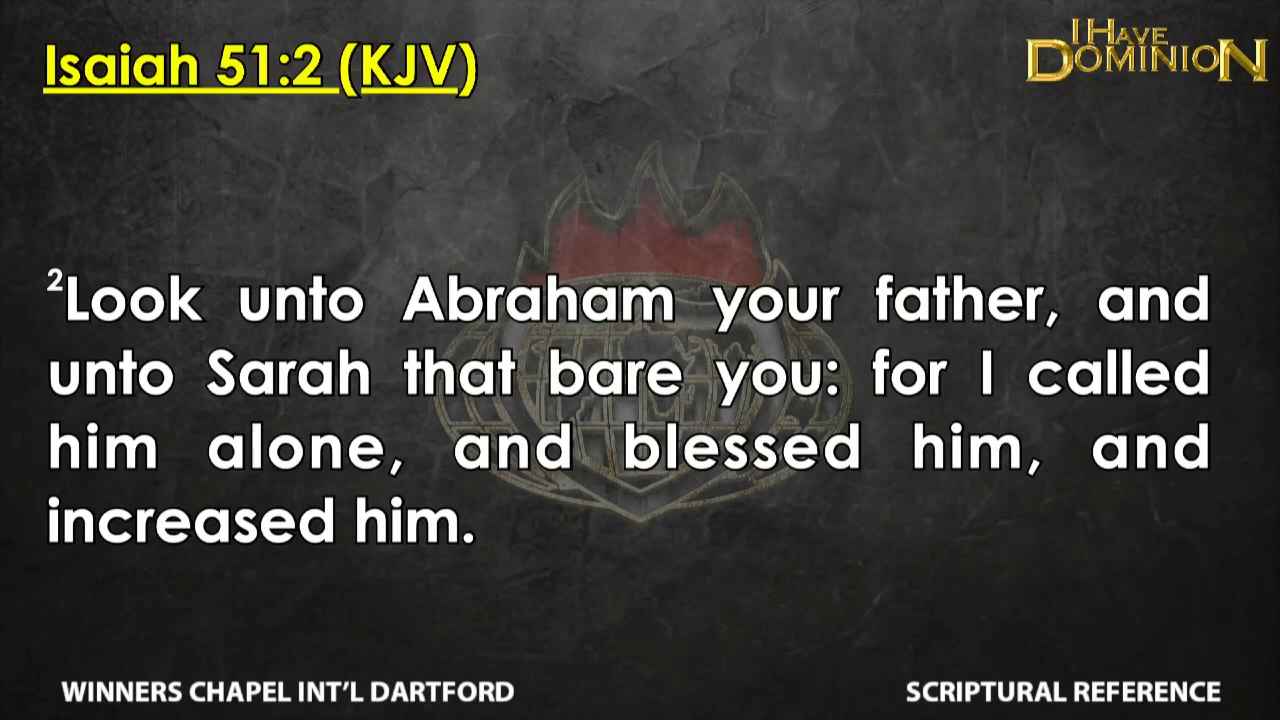 Isaiah 51:2 (KJV)
I HAVE
DOMINION
2Look unto Abraham your father, and
unto Sarah that bare you: for I called
him alone, and blessed him, and
increased him.
WINNERS CHAPEL INT'L DARTFORD
SCRIPTURAL REFERENCE